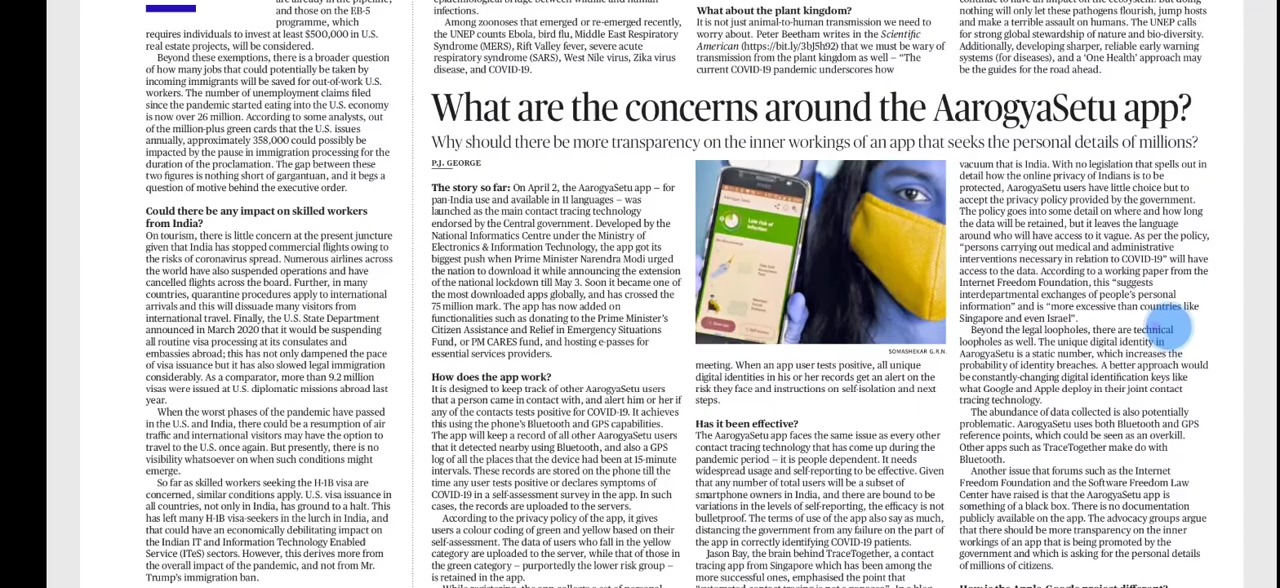 requires individuals to invest at least $500,000 in U.S.
real estate projects, will be considered.
Beyond these exemptions, there is a broader question
of how many jobs that could potentially be taken by
incoming immigrants will be saved for out-of-work U.S.
workers. The number of unemployment claims filed
since the pandemic started eating into the U.S. economy
is now over 26 million. According to some analysts, out
of the million-plus green cards that the U.S. issues
annually, approximately 358,000 could possibly be
impacted by the pause in immigration processing for the
duration of the proclamation. The gap between these
two figures is nothing short of gargantuan, and it begs a
question of motive behind the executive order.
Could there be any impact on skilled workers
from India?
On tourism, there is little concern at the present juncture
given that India has stopped commercial flights owing to
the risks of coronavirus spread. Numerous airlines across
the world have also suspended operations and have
cancelled flights across the board. Further, in many
countries, quarantine procedures apply to international
arrivals and this will dissuade many visitors from
international travel. Finally, the U.S. State Department
announced in March 2020 that it would be suspending
all routine visa processing at its consulates and
embassies abroad; this has not only dampened the pace
of visa issuance but it has also slowed legal immigration
considerably. As a comparator, more than 9.2 million
visas were issued at U.S. diplomatic missions abroad last
year.
When the worst phases of the pandemic have passed
in the U.S. and India, there could be a resumption of air
traffic and international visitors may have the option to
travel to the U.S. once again. But presently, there is no
visibility whatsoever on when such conditions might
emerge.
So far as skilled workers seeking the H-1B visa are
concerned, similar conditions apply. U.S. visa issuance in
all countries, not only in India, has ground to a halt. This
has left many H-1B visa-seekers in the lurch in India, and
that could have an economically debilitating impact on
the Indian IT and Information Technology Enabled
Service (ITeS) sectors. However, this derives more from
the overall impact of the pandemic, and not from Mr.
Trump's immigration ban.
and those on the EB-5
programme, which
infections.
Among zoonoses that emerged or re-emerged recently,
the UNEP counts Ebola, bird flu, Middle East Respiratory
Syndrome (MERS), Rift Valley fever, severe acute
respiratory syndrome (SARS), West Nile virus, Zika virus
disease, and COVID-19.
What about the plant kingdom?
It is not just animal-to-human transmission we need to
worry about. Peter Beetham writes in the Scientific
American (https://bit.ly/3bJ5h92) that we must be wary of
transmission from the plant kingdom as well – "The
current COVID-19 pandemic underscores how
nothing will only let these pathogens flourish, jump hosts
and make a terrible assault on humans. The UNEP calls
for strong global stewardship of nature and bio-diversity.
Additionally, developing sharper, reliable early warning
systems (for diseases), and a 'One Health' approach may
be the guides for the road ahead.
What are the concerns around the AarogyaSetu app?
Why should there be more transparency on the inner workings of an app that seeks the personal details of millions?
P.J. GEORGE
The story so far: On April 2, the AarogyaSetu app – for
pan-India use and available in 11 languages – was
launched as the main contact tracing technology
endorsed by the Central government. Developed by the
National Informatics Centre under the Ministry of
Electronics & Information Technology, the app got its
biggest push when Prime Minister Narendra Modi urged
the nation to download it while announcing the extension
of the national lockdown till May 3. Soon it became one of
the most downloaded apps globally, and has crossed the
75 million mark. The app has now added on
functionalities such as donating to the Prime Minister's
Citizen Assistance and Relief in Emergency Situations
Fund, or PM CARES fund, and hosting e-passes for
essential services providers.
How does the app work?
It is designed to keep track of other AarogyaSetu users
that a person came in contact with, and alert him or her if
any of the contacts tests positive for COVID-19. It achieves
this using the phone's Bluetooth and GPS capabilities.
The app will keep a record of all other AarogyaSetu users
that it detected nearby using Bluetooth, and also a GPS
log of all the places that the device had been at 15-minute
intervals. These records are stored on the phone till the
time any user tests positive or declares symptoms of
COVID-19 in a self-assessment survey in the app. In such
cases, the records are uploaded to the servers.
According to the privacy policy of the app, it gives
users a colour coding of green and yellow based on their
self-assessment. The data of users who fall in the yellow
category are uploaded to the server, while that of those in
the green category – purportedly the lower risk group –
is retained in the app.
Low risk of
infection
SOMASHEKAR G.R.N.
meeting. When an app user tests positive, all unique
digital identities in his or her records get an alert on the
risk they face and instructions on self-isolation and next
steps.
Has it been effective?
The AarogyaSetu app faces the same issue as every other
contact tracing technology that has come up during the
pandemic period – it is people dependent. It needs
widespread usage and self-reporting to be effective. Given
that any number of total users will be a subset of
smartphone owners in India, and there are bound to be
variations in the levels of self-reporting, the efficacy is not
bulletproof. The terms of use of the app also say as much,
distancing the government from any failure on the part of
the app in correctly identifying COVID-19 patients.
Jason Bay, the brain behind TraceTogether, a contact
tracing app from Singapore which has been among the
more successful ones, emphasised the point that
vacuum that is India. With no legislation that spells out in
detail how the online privacy of Indians is to be
protected, AarogyaSetu users have little choice but to
accept the privacy policy provided by the government.
The policy goes into some detail on where and how long
the data will be retained, but it leaves the language
around who will have access to it vague. As per the policy,
"persons carrying out medical and administrative
interventions necessary in relation to COVID-19" will have
access to the data. According to a working paper from the
Internet Freedom Foundation, this "suggests
interdepartmental exchanges of people's personal
information" and is "more excessive than countries like
Singapore and even Israel".
Beyond the legal loopholes, there are technical
loopholes as well. The unique digital identity in
AarogyaSetu is a static number, which increases the
probability of identity breaches. A better approach would
be constantly-changing digital identification keys like
what Google and Apple deploy in their joint contact
tracing technology.
The abundance of data collected is also potentially
problematic. AarogyaSetu uses both Bluetooth and GPS
reference points, which could be seen as an overkill.
Other apps such as TraceTogether make do with
Bluetooth.
Another issue that forums such as the Internet
Freedom Foundation and the Software Freedom Law
Center have raised is that the AarogyaSetu app is
something of a black box. There is no documentation
publicly available on the app. The advocacy groups argue
that there should be more transparency on the inner
workings of an app that is being promoted by the
government and which is asking for the personal details
of millions of citizens.